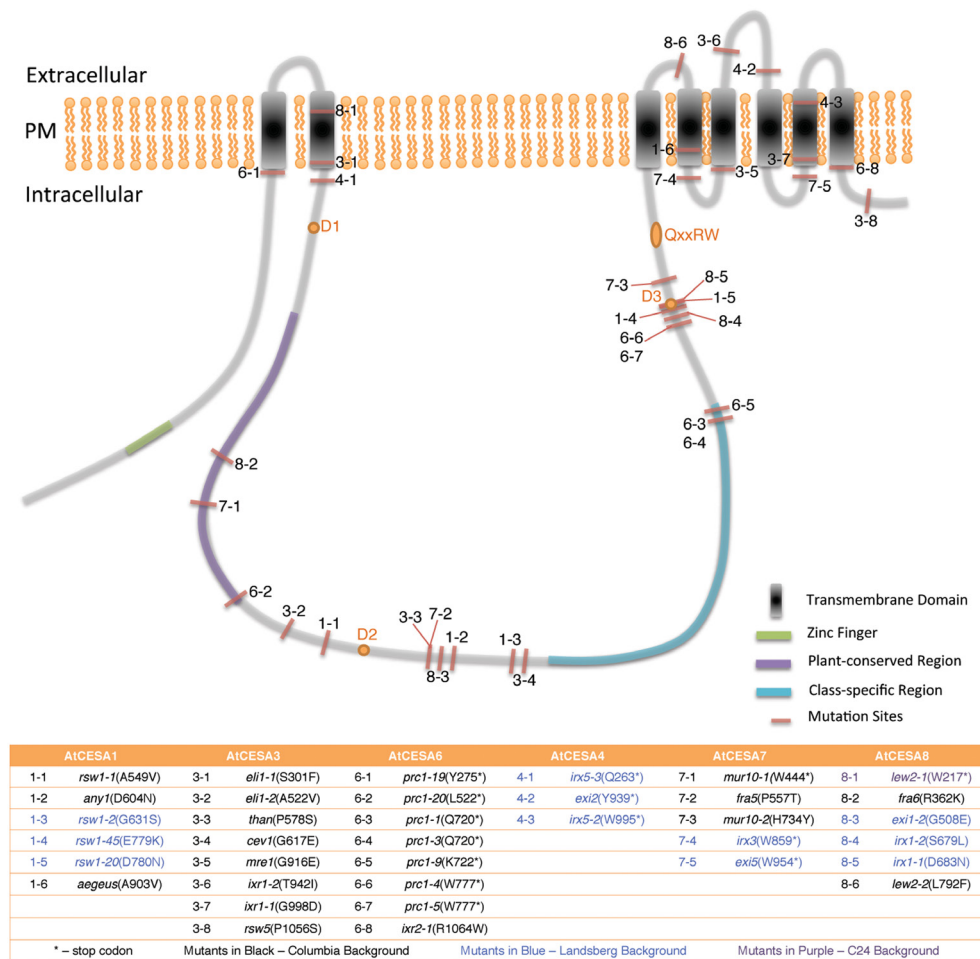 Extracellular
PM
Intracellular
8-6
3-6
4-2
8-1
4-3
3-1
6-1
4-1
1-6
7-4
3-5
3-7
7-5
6-8
3-8
D1
QxxRW
7-3
8-5
D3
1-5
1-4
8-4
6-6
6-7
6-5
6-3
6-4
8-2
7-1
6-2
3-2
1-1
D2
3-3
7-2
1-2
8-3
1-3
3-4
Transmembrane Domain
Zinc Finger
Plant-conserved Region
Class-specific Region
Mutation Sites
AtCESA1 AtCESA3 AtCESA6 AtCESA4 AtCESA7 AtCESA8
1-1 rsw1-1(A549V) 3-1 eli1-1(S301F) 6-1 prc1-19(Y275*) 4-1 irx5-3(Q263*) 7-1 mur10-1(W444*) 8-1 lew2-1(W217*)
1-2 any1(D604N) 3-2 eli1-2(A522V) 6-2 prc1-20(L522*) 4-2 exi2(Y939*) 7-2 fra5(P557T) 8-2 fra6(R362K)
1-3 rsw1-2(G631S) 3-3 than(P578S) 6-3 prc1-1(Q720*) 4-3 irx5-2(W995*) 7-3 mur10-2(H734Y) 8-3 exi1-2(G508E)
1-4 rsw1-45(E779K) 3-4 cev1(G617E) 6-4 prc1-3(Q720*) 7-4 irx3(W859*) 8-4 irx1-2(S679L)
1-5 rsw1-20(D780N) 3-5 mre1(G916E) 6-5 prc1-9(K722*) 7-5 exi5(W954*) 8-5 irx1-1(D683N)
1-6 aegeus(A903V) 3-6 ixr1-2(T942I) 6-6 prc1-4(W777*) 8-6 lew2-2(L792F)
3-7 ixr1-1(G998D) 6-7 prc1-5(W777*)
3-8 rsw5(P1056S) 6-8 ixr2-1(R1064W)
* – stop codon Mutants in Black – Columbia Background Mutants in Blue – Landsberg Background Mutants in Purple – C24 Background